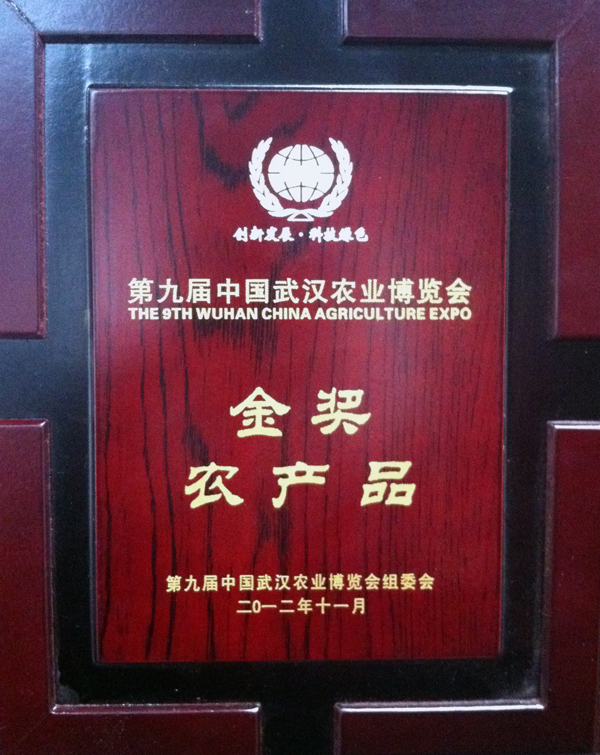 创新发展·科技绿色
第九届中国武汉农业博览会
THE 9TH WUHAN CHINA AGRICULTURE EXPO
金奖
农产品
第九届中国武汉农业博览会组委会
二〇一二年十一月